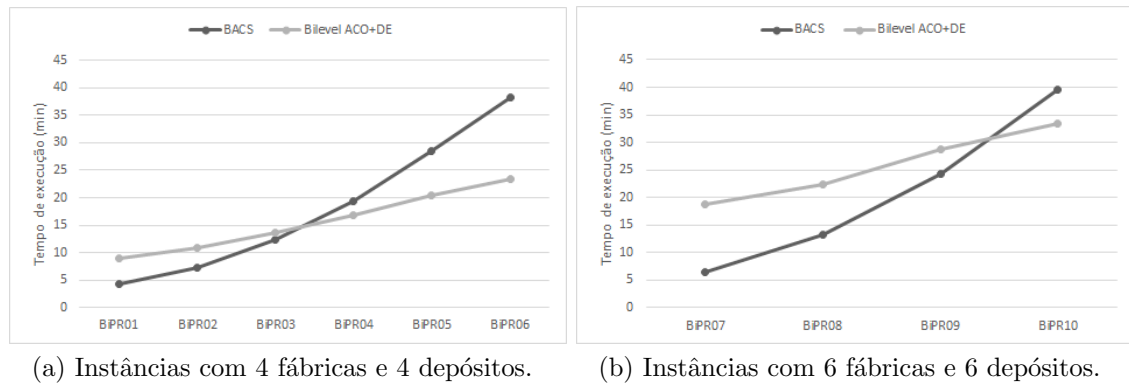 BACS Bilevel ACO+DE
Tempo de execução (min)
45
40
35
30
25
20
15
10
5
0
BiPR01 BiPR02 BiPR03 BiPR04 BiPR05 BiPR06
(a) Instâncias com 4 fábricas e 4 depósitos.
BACS Bilevel ACO+DE
Tempo de execução (min)
45
40
35
30
25
20
15
10
5
0
BiPR07 BiPR08 BiPR09 BiPR10
(b) Instâncias com 6 fábricas e 6 depósitos.